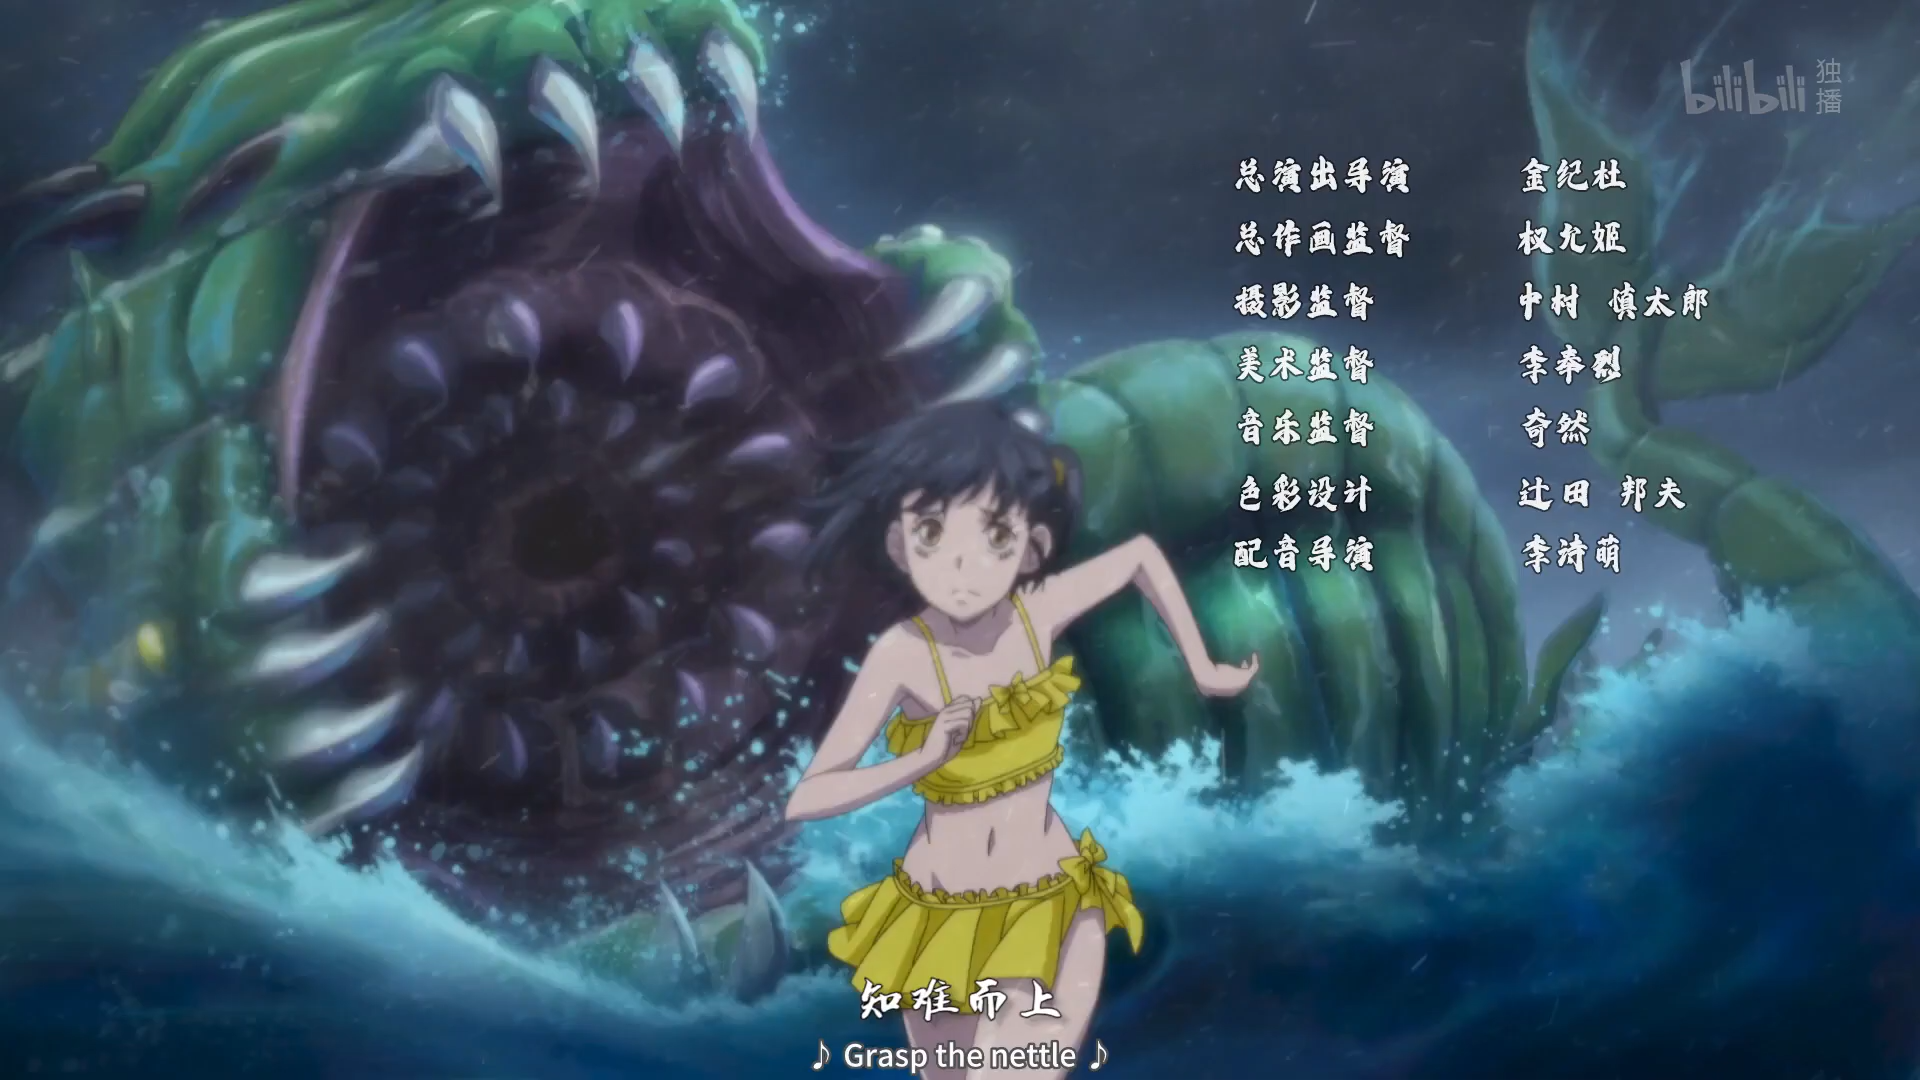 bilibili 独播
总演出导演 金纪杜
总作画监督 权允姬
摄影监督 中村 慎太郎
美术监督 李奉烈
音乐监督 奇然
色彩设计 辻田 邦夫
配音导演 李诗萌
知难而上
♪ Grasp the nettle ♪